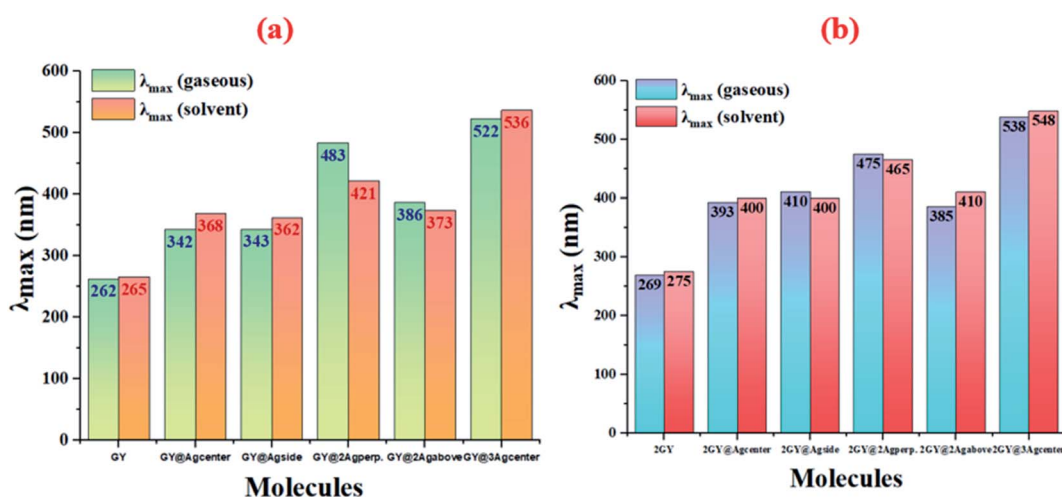 (a)
λmax (gaseous)
λmax (solvent)
600
500
400
300
200
100
0
λmax (nm)
262
265
342
368
343
362
483
421
386
373
522
536
GY
GY@Agcenter
GY@Agside
GY@2Agperp.
GY@2Agabove
GY@3Agcenter
Molecules
(b)
λmax (gaseous)
λmax (solvent)
600
500
400
300
200
100
0
λmax (nm)
269
275
393
400
410
400
475
465
385
410
538
548
2GY
2GY@Agcenter
2GY@Agside
2GY@2Agperp.
2GY@2Agabove
2GY@3Agcenter
Molecules